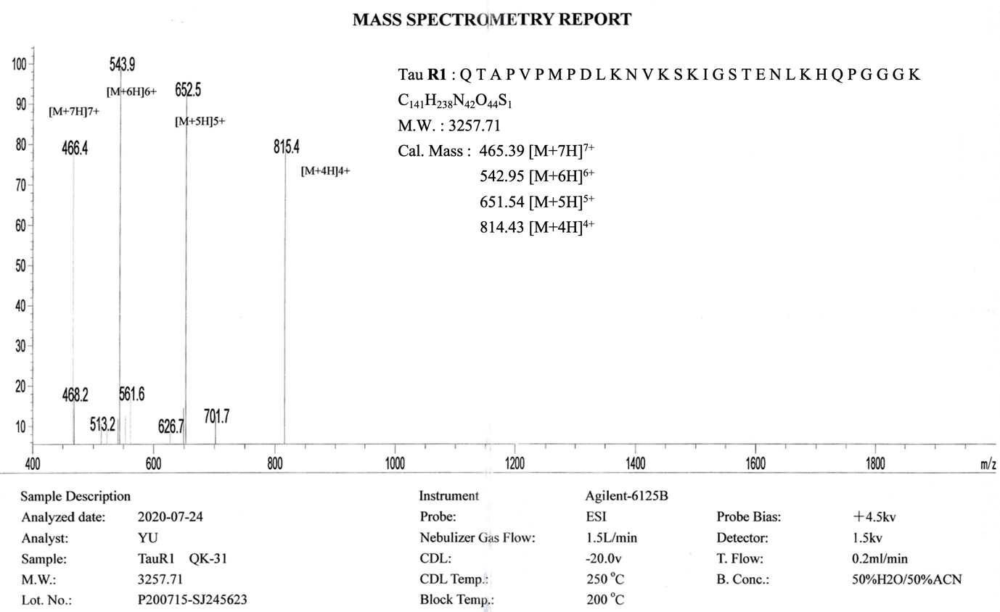 MASS SPECTROMETRY REPORT
100
90
80
70
60
50
40
30
20
10
543.9
[M+6H]6+
652.5
[M+5H]5+
[M+7H]7+
466.4
815.4
[M+4H]4+
468.2
561.6
513.2
626.7
701.7
400
600
800
1000
1200
1400
1600
1800
m/z
Tau R1 : Q T A P V P M P D L K N V K S K I G S T E N L K H Q P G G G K
C₁₄₁H₂₃₈N₄₂O₄₄S₁
M.W. : 3257.71
Cal. Mass : 465.39 [M+7H]⁷⁺
542.95 [M+6H]⁶⁺
651.54 [M+5H]⁵⁺
814.43 [M+4H]⁴⁺
Sample Description
Analyzed date: 2020-07-24
Analyst: YU
Sample: TauR1 QK-31
M.W.: 3257.71
Lot. No.: P200715-SJ245623
Instrument Agilent-6125B
Probe: ESI
Nebulizer Gas Flow: 1.5L/min
CDL: -20.0v
CDL Temp.: 250 °C
Block Temp.: 200 °C
Probe Bias: +4.5kv
Detector: 1.5kv
T. Flow: 0.2ml/min
B. Conc.: 50%H2O/50%ACN